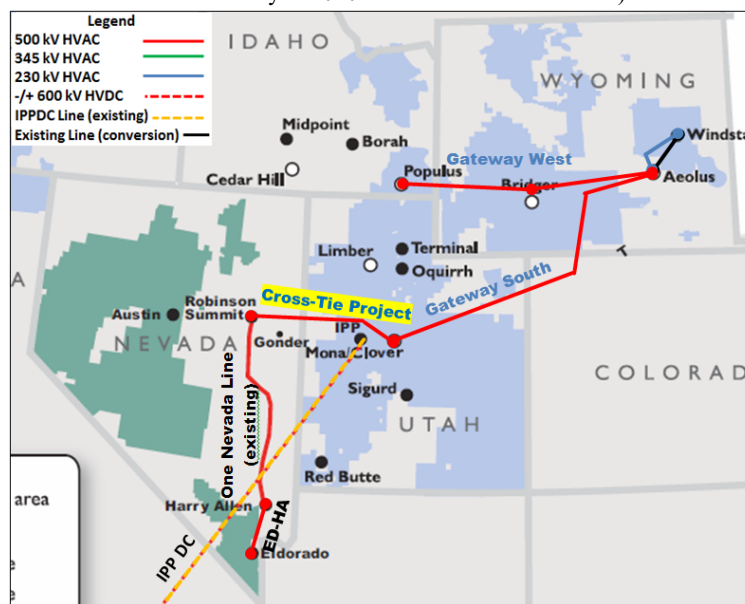 Legend
500 kV HVAC
345 kV HVAC
230 kV HVAC
-/+ 600 kV HVDC
IPPDC Line (existing)
Existing Line (conversion)
IDAHO
WYOMING
Midpoint
Borah
Windsta
Cedar Hill
Populus
Gateway West
Bridger
Aeolus
Limber
Terminal
Oquirrh
A
Cross-Tie Project
Gateway South
T
Austin
Robinson
Summit
NEVADA
Gonder
IPP
Mona/Clover
COLORAD
Sigurd
UTAH
One Nevada Line
(existing)
Red Butte
area
Harry Allen
ED-HA
Eldorado
IPP DC
e
e